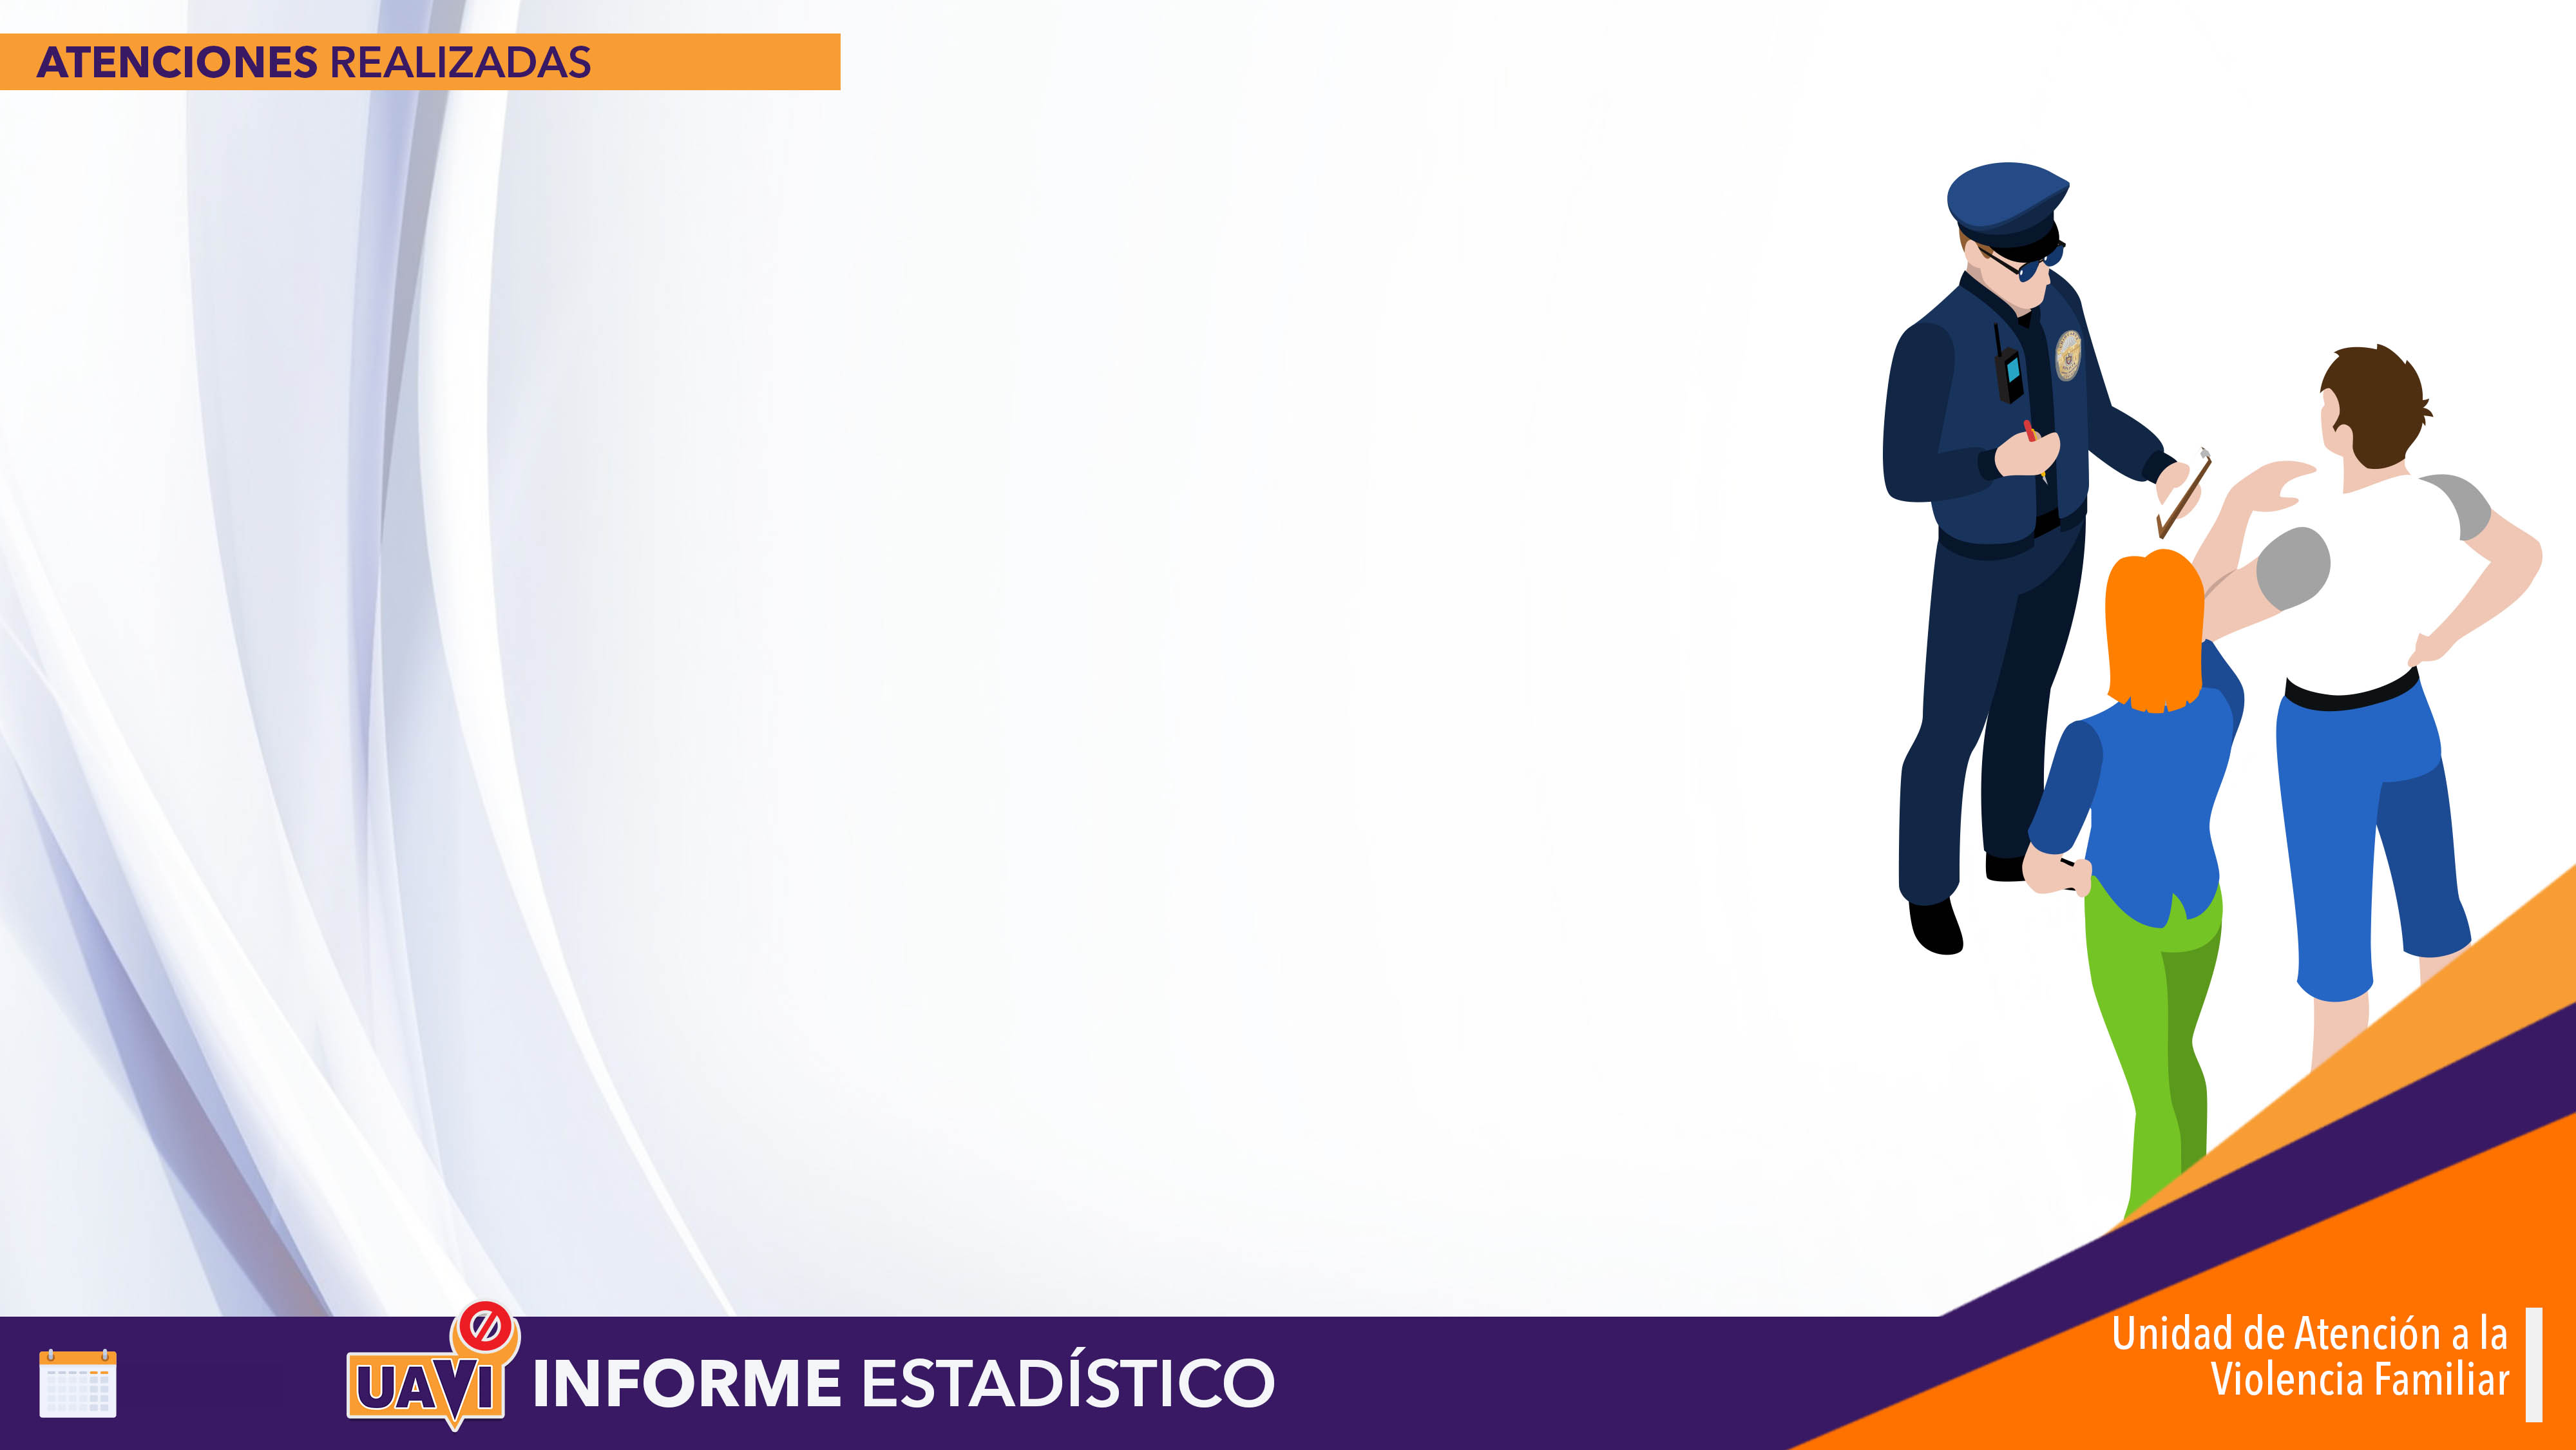 ATENCIONES REALIZADAS
UAVI INFORME ESTADÍSTICO
Unidad de Atención a la
Violencia Familiar